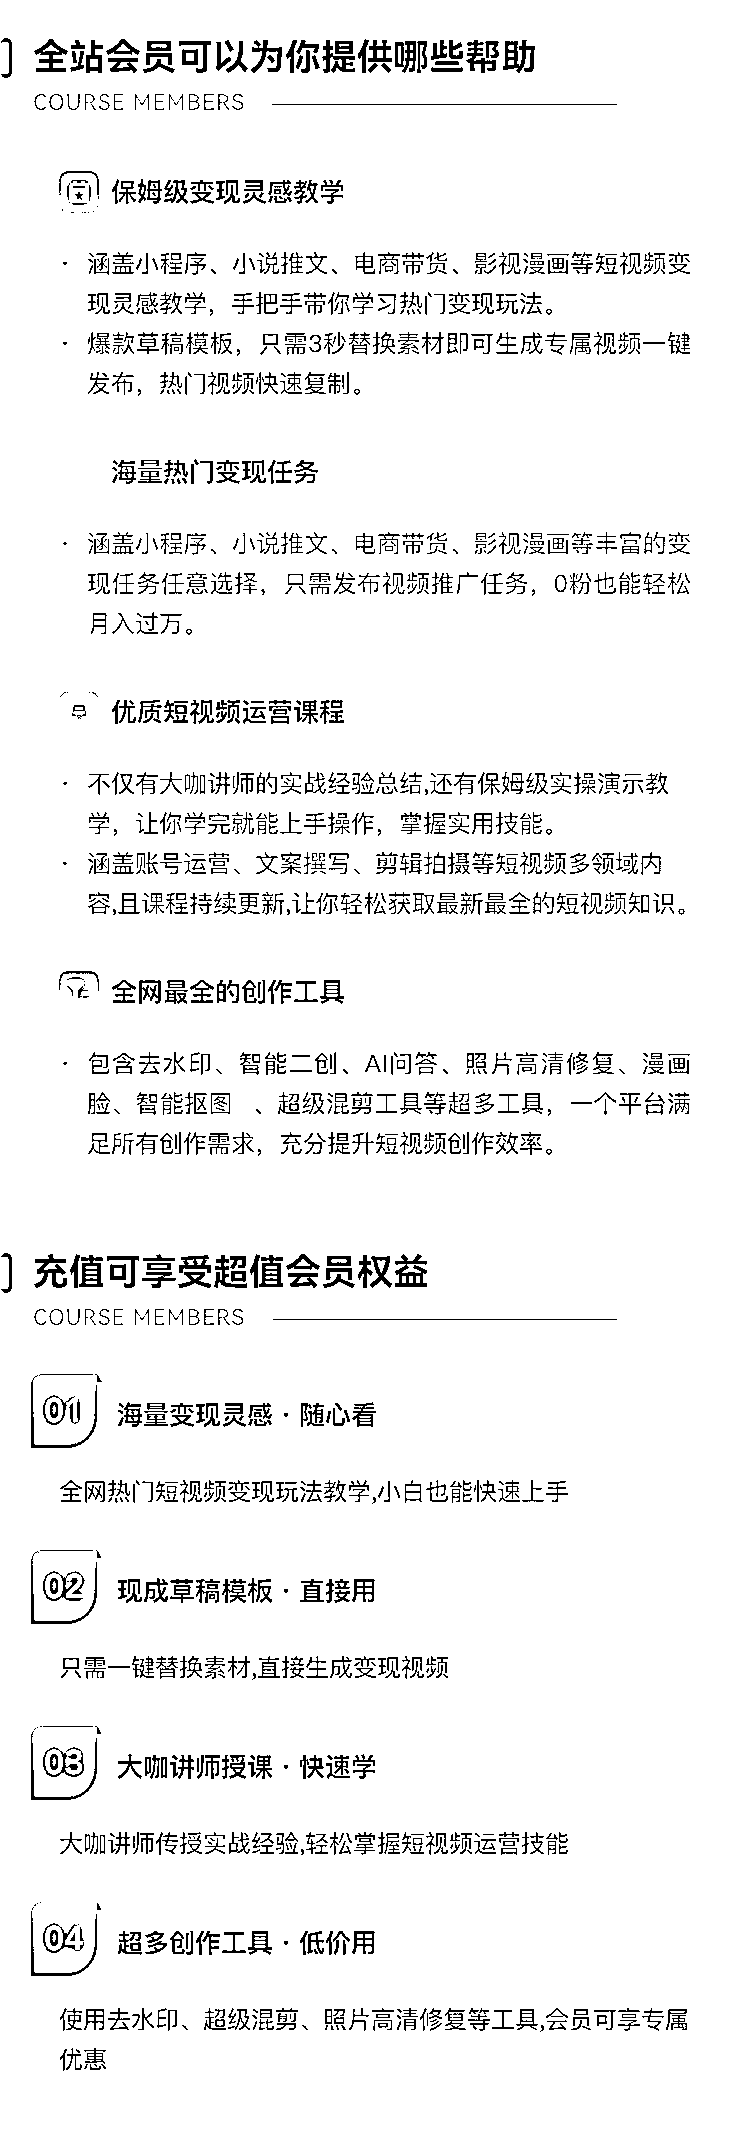 全站会员可以为你提供哪些帮助
COURSE MEMBERS
保姆级变现灵感教学
· 涵盖小程序、小说推文、电商带货、影视漫画等短视频变
现灵感教学，手把手带你学习热门变现玩法。
· 爆款草稿模板，只需3秒替换素材即可生成专属视频一键
发布，热门视频快速复制。
海量热门变现任务
· 涵盖小程序、小说推文、电商带货、影视漫画等丰富的变
现任务任意选择，只需发布视频推广任务，0粉也能轻松
月入过万。
优质短视频运营课程
· 不仅有大咖讲师的实战经验总结,还有保姆级实操演示教
学，让你学完就能上手操作，掌握实用技能。
· 涵盖账号运营、文案撰写、剪辑拍摄等短视频多领域内
容,且课程持续更新,让你轻松获取最新最全的短视频知识。
全网最全的创作工具
· 包含去水印、智能二创、AI问答、照片高清修复、漫画
脸、智能抠图 、超级混剪工具等超多工具，一个平台满
足所有创作需求，充分提升短视频创作效率。
充值可享受超值会员权益
COURSE MEMBERS
01 海量变现灵感 · 随心看
全网热门短视频变现玩法教学,小白也能快速上手
02 现成草稿模板 · 直接用
只需一键替换素材,直接生成变现视频
03 大咖讲师授课 · 快速学
大咖讲师传授实战经验,轻松掌握短视频运营技能
04 超多创作工具 · 低价用
使用去水印、超级混剪、照片高清修复等工具,会员可享专属
优惠